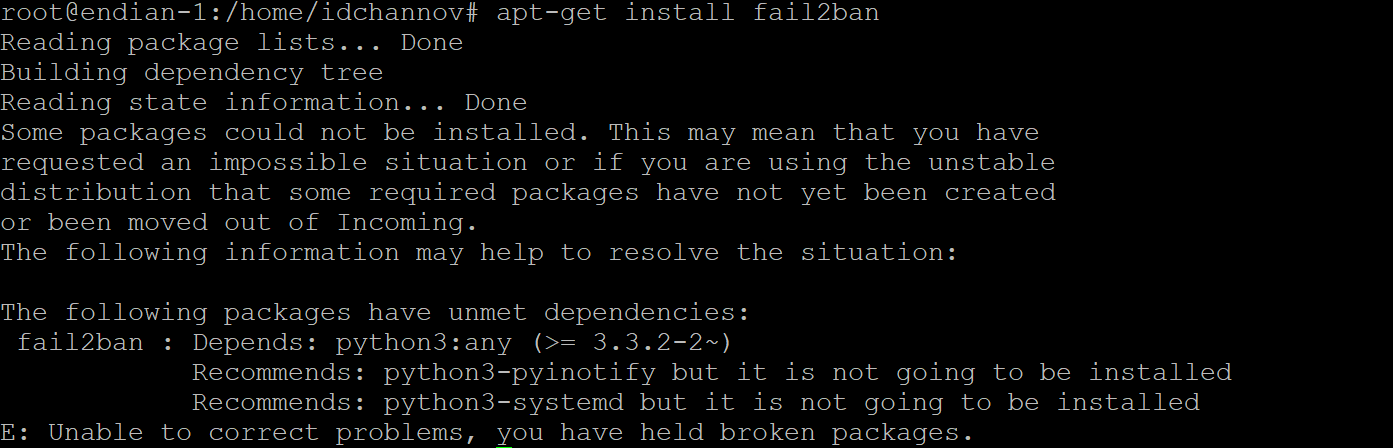 root@endian-1:/home/idchannov# apt-get install fail2ban
Reading package lists... Done
Building dependency tree
Reading state information... Done
Some packages could not be installed. This may mean that you have
requested an impossible situation or if you are using the unstable
distribution that some required packages have not yet been created
or been moved out of Incoming.
The following information may help to resolve the situation:

The following packages have unmet dependencies:
 fail2ban : Depends: python3:any (>= 3.3.2-2~)
            Recommends: python3-pyinotify but it is not going to be installed
            Recommends: python3-systemd but it is not going to be installed
E: Unable to correct problems, you have held broken packages.